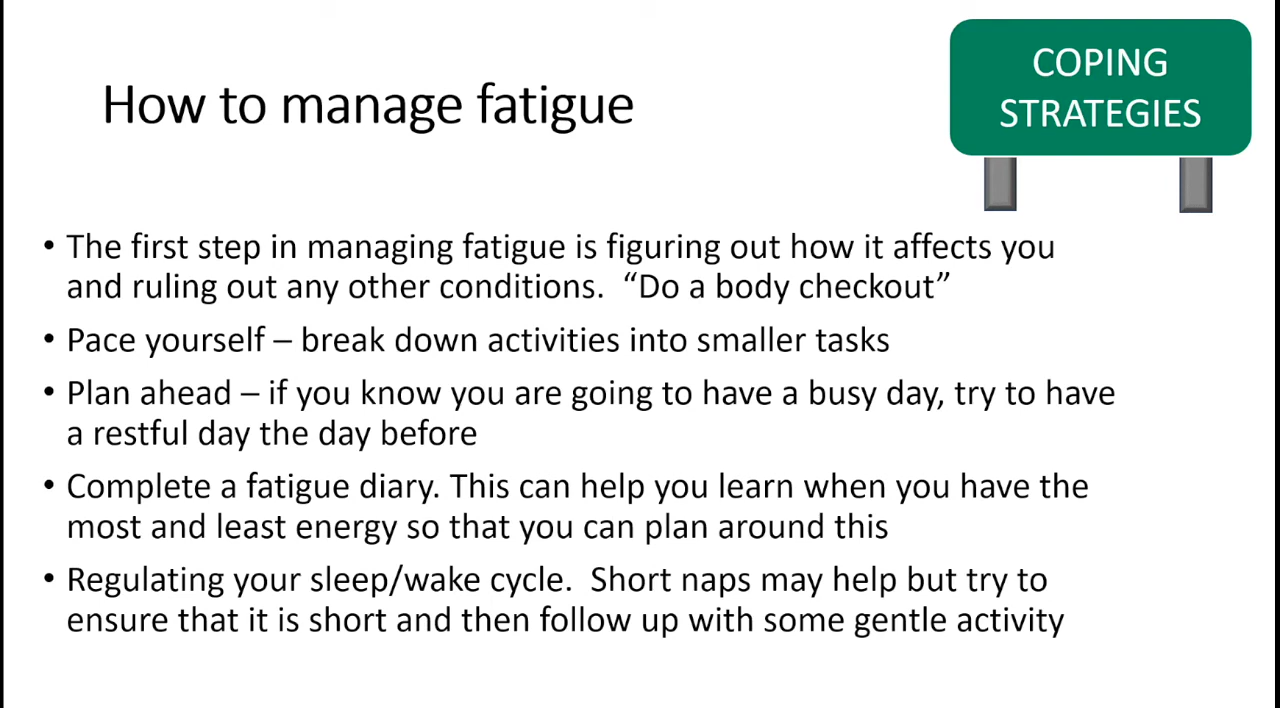 How to manage fatigue
COPING
STRATEGIES
• The first step in managing fatigue is figuring out how it affects you
and ruling out any other conditions.  “Do a body checkout”
• Pace yourself – break down activities into smaller tasks
• Plan ahead – if you know you are going to have a busy day, try to have
a restful day the day before
• Complete a fatigue diary. This can help you learn when you have the
most and least energy so that you can plan around this
• Regulating your sleep/wake cycle.  Short naps may help but try to
ensure that it is short and then follow up with some gentle activity